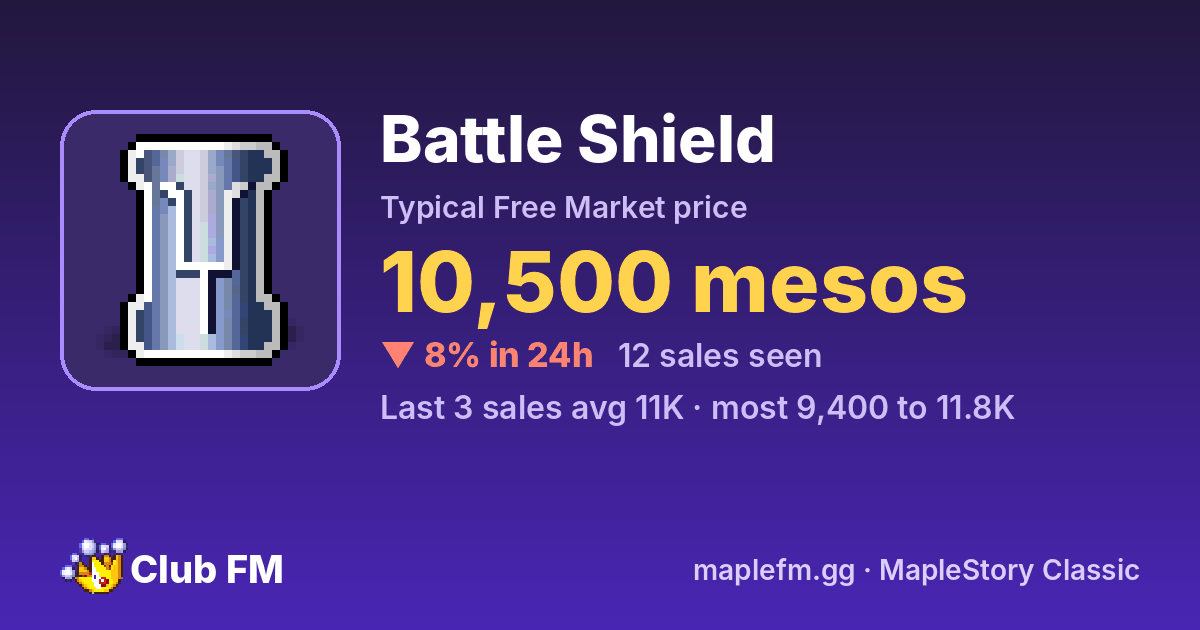 Battle Shield
Typical Free Market price
10,500 mesos
▼ 8% in 24h 12 sales seen
Last 3 sales avg 11K · most 9,400 to 11.8K
Club FM
maplefm.gg · MapleStory Classic